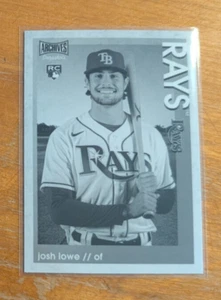 ARCHIVES
RC
TB
RAYS
RAYS
josh lowe // of